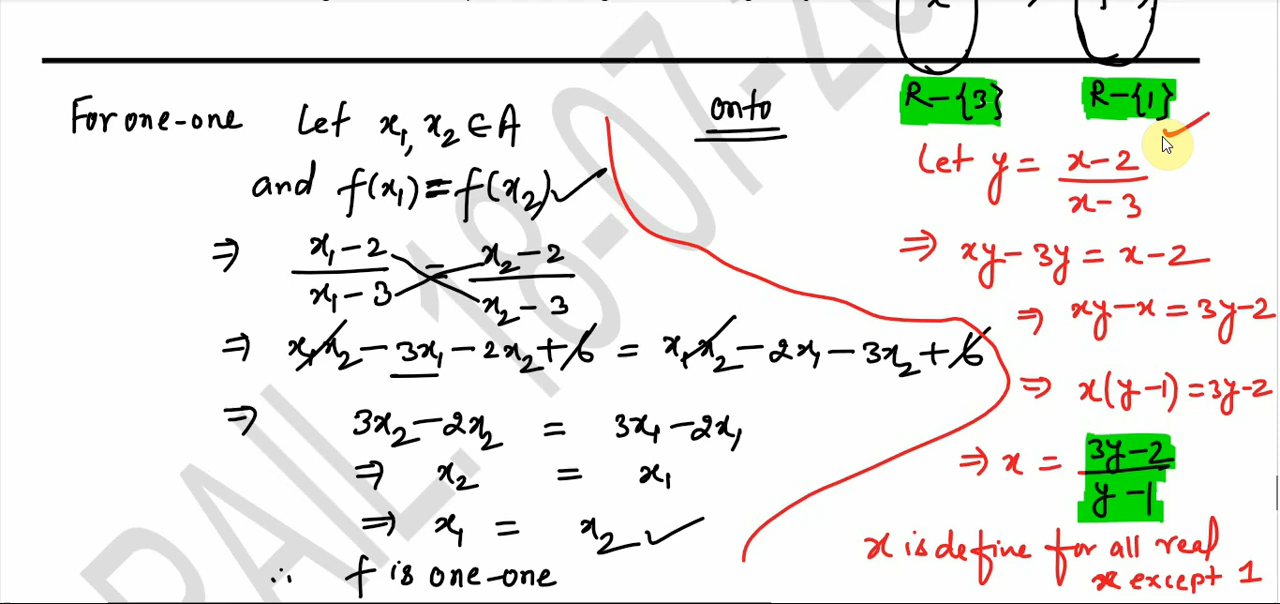 For one-one Let x₁, x₂ ∈ A
and f(x₁) = f(x₂) ✓
⇒ (x₁ - 2)/(x₁ - 3) = (x₂ - 2)/(x₂ - 3)
⇒ x₁x₂ - 3x₁ - 2x₂ + 6 = x₁x₂ - 2x₁ - 3x₂ + 6
⇒ 3x₂ - 2x₂ = 3x₁ - 2x₁
⇒ x₂ = x₁
⇒ x₁ = x₂ ✓
∴ f is one-one
onto
R-{3} R-{1}
Let y = (x-2)/(x-3)
⇒ xy - 3y = x - 2
⇒ xy - x = 3y - 2
⇒ x(y-1) = 3y-2
⇒ x = (3y-2)/(y-1)
x is define for all real
x except 1